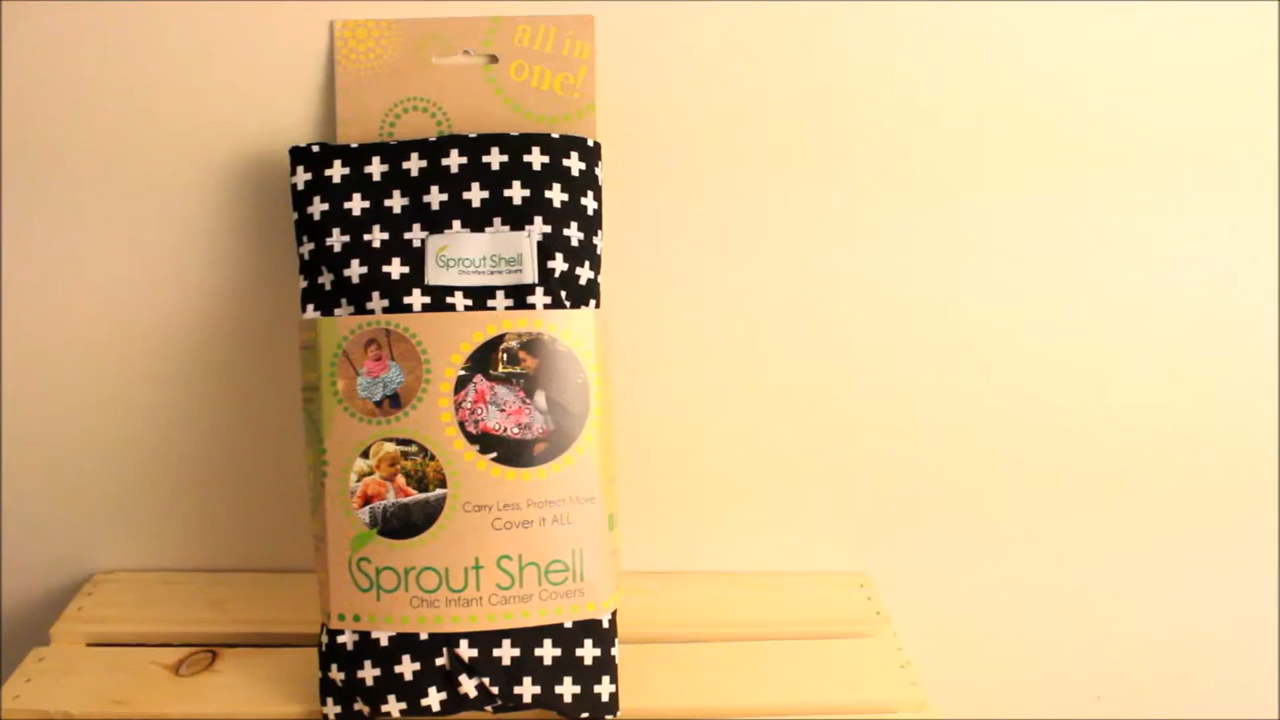 all in
one!
Sprout Shell
Chic Infant Carrier Covers
Carry Less, Protect More,
Cover it ALL
Sprout Shell
Chic Infant Carrier Covers